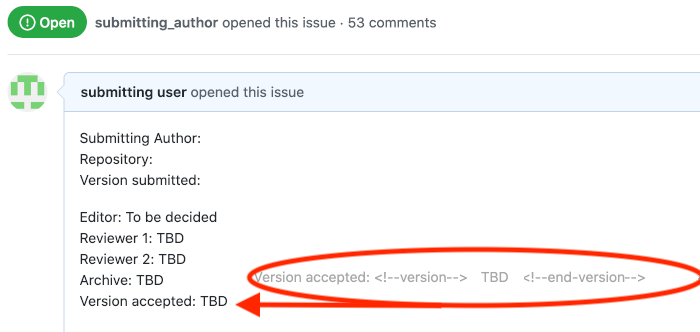 Open submitting_author opened this issue · 53 comments
submitting user opened this issue
Submitting Author:
Repository:
Version submitted:
Editor: To be decided
Reviewer 1: TBD
Reviewer 2: TBD
Archive: TBD
Version accepted: <!--version--> TBD <!--end-version-->
Version accepted: TBD